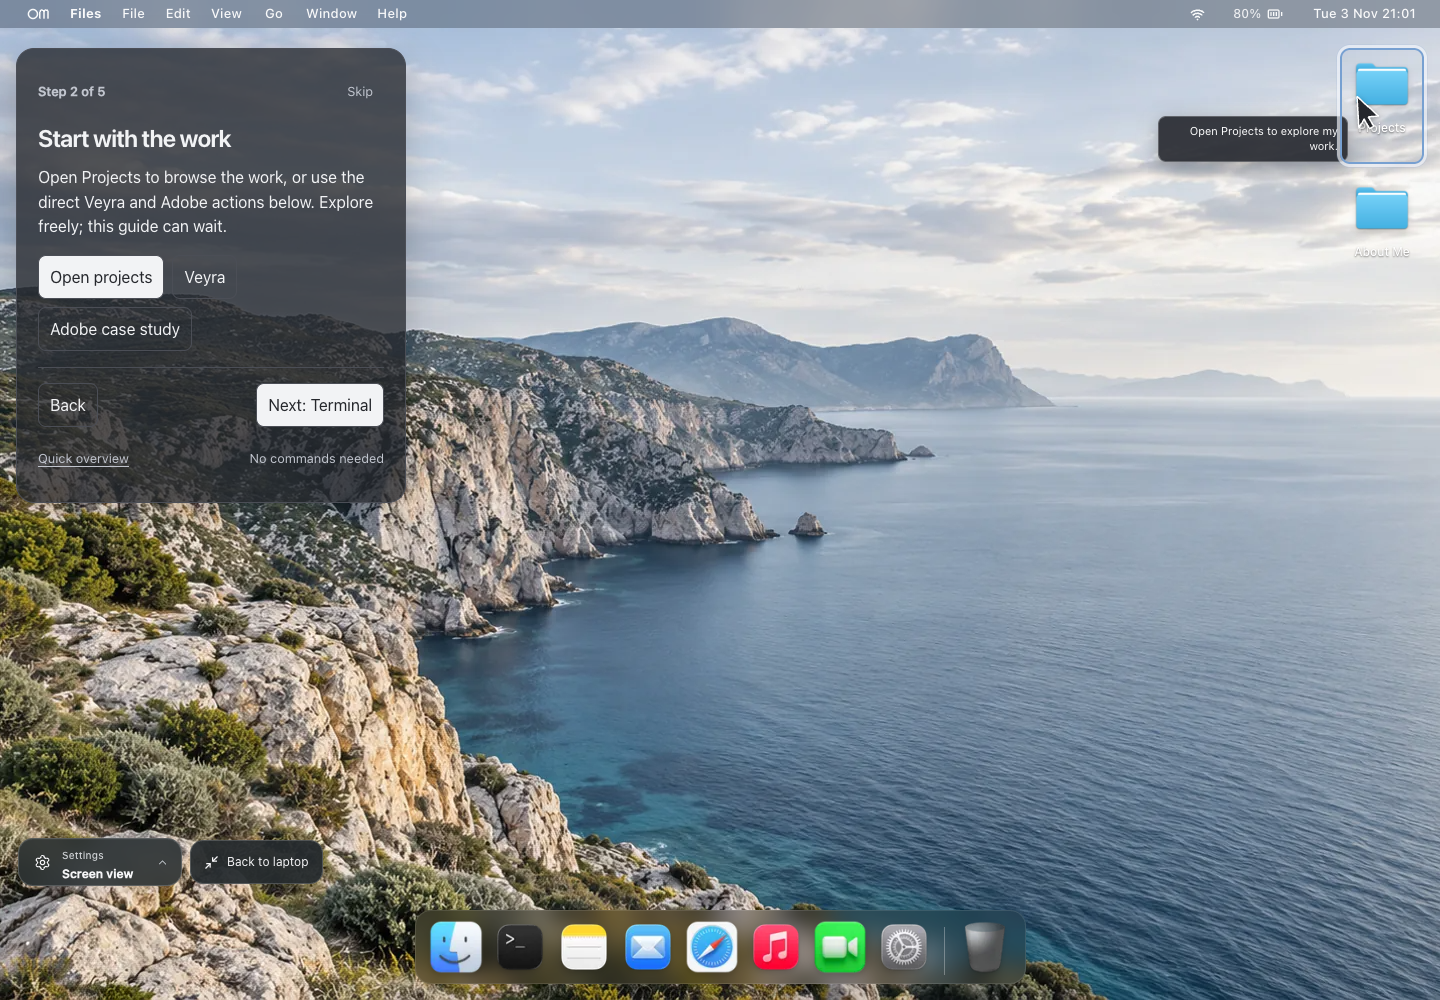 OM Files File Edit View Go Window Help 80% Tue 3 Nov 21:01
Step 2 of 5 Skip
Start with the work
Open Projects to browse the work, or use the
direct Veyra and Adobe actions below. Explore
freely; this guide can wait.
Open projects Veyra
Adobe case study
Back Next: Terminal
Quick overview No commands needed
Open Projects to explore my
work.
Projects
About Me
Settings
Screen view
Back to laptop
>_